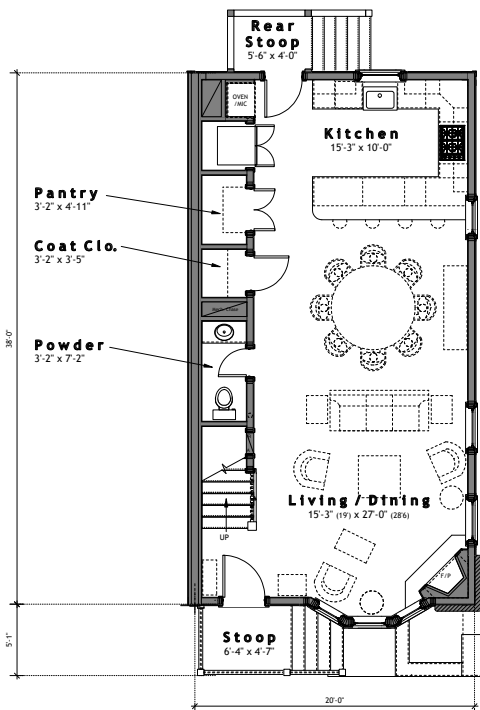 Rear
Stoop
5'-6" x 4'-0"
OVEN
/MIC
Kitchen
15'-3" x 10'-0"
Pantry
3'-2" x 4'-11"
Coat Clo.
3'-2" x 3'-5"
Powder
3'-2" x 7'-2"
38'-0"
Living / Dining
15'-3" (19') x 27'-0" (28'6)
UP
F/P
Stoop
6'-4" x 4'-7"
5'-1"
20'-0"